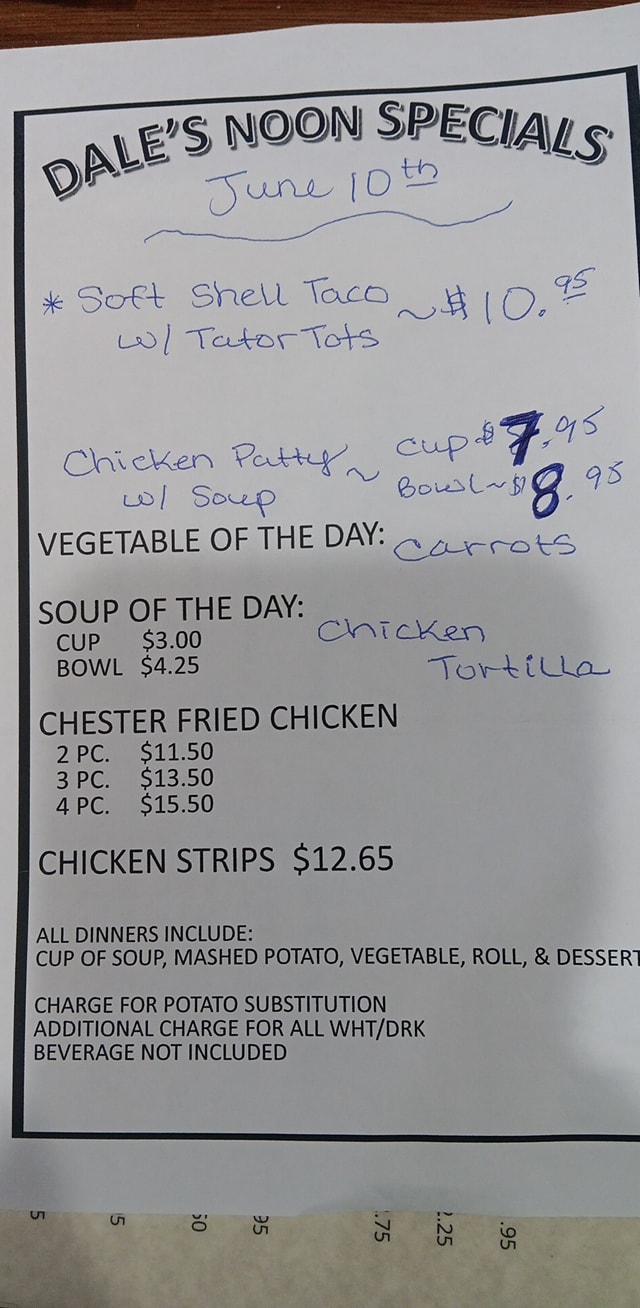 DALE'S NOON SPECIALS
June 10th
* Soft Shell Taco ~ $10.95
w/ Tator Tots
Chicken Patty ~ Cup $7.95
w/ Soup Bowl ~ $8.95
VEGETABLE OF THE DAY: Carrots
SOUP OF THE DAY: Chicken
CUP $3.00
BOWL $4.25 Tortilla
CHESTER FRIED CHICKEN
2 PC. $11.50
3 PC. $13.50
4 PC. $15.50
CHICKEN STRIPS $12.65
ALL DINNERS INCLUDE:
CUP OF SOUP, MASHED POTATO, VEGETABLE, ROLL, & DESSERT
CHARGE FOR POTATO SUBSTITUTION
ADDITIONAL CHARGE FOR ALL WHT/DRK
BEVERAGE NOT INCLUDED
.75
.25
.95